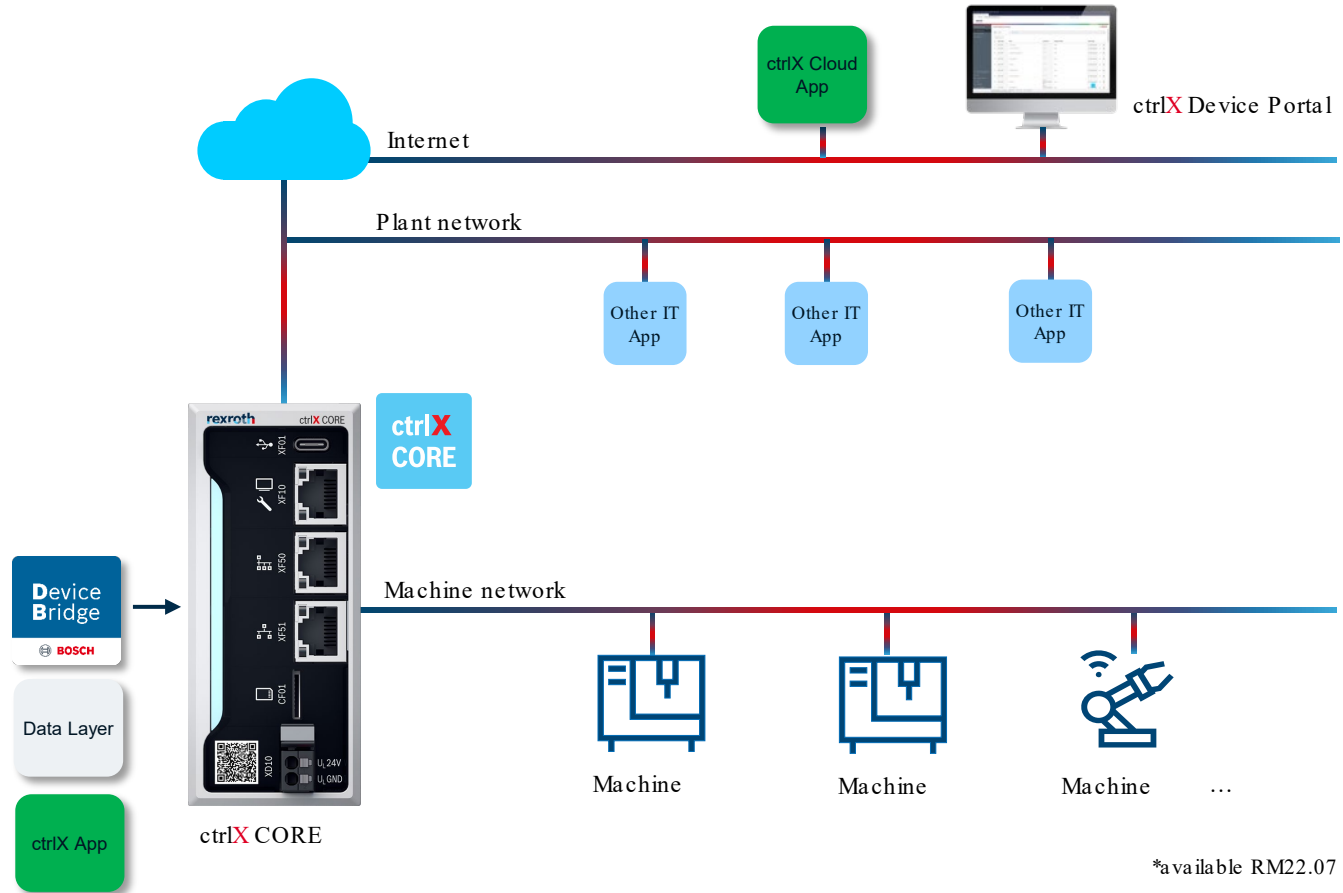 ctrlX Cloud
App
ctrlX Device Portal
Internet
Plant network
Other IT
App
Other IT
App
Other IT
App
rexroth
ctrlX CORE
ctrlX
CORE
XF01
XF10
XF50
XF51
CF01
XD10
UL 24V
UL GND
Machine network
Device
Bridge
BOSCH
Data Layer
ctrlX App
Machine
Machine
Machine
…
ctrlX CORE
*available RM22.07